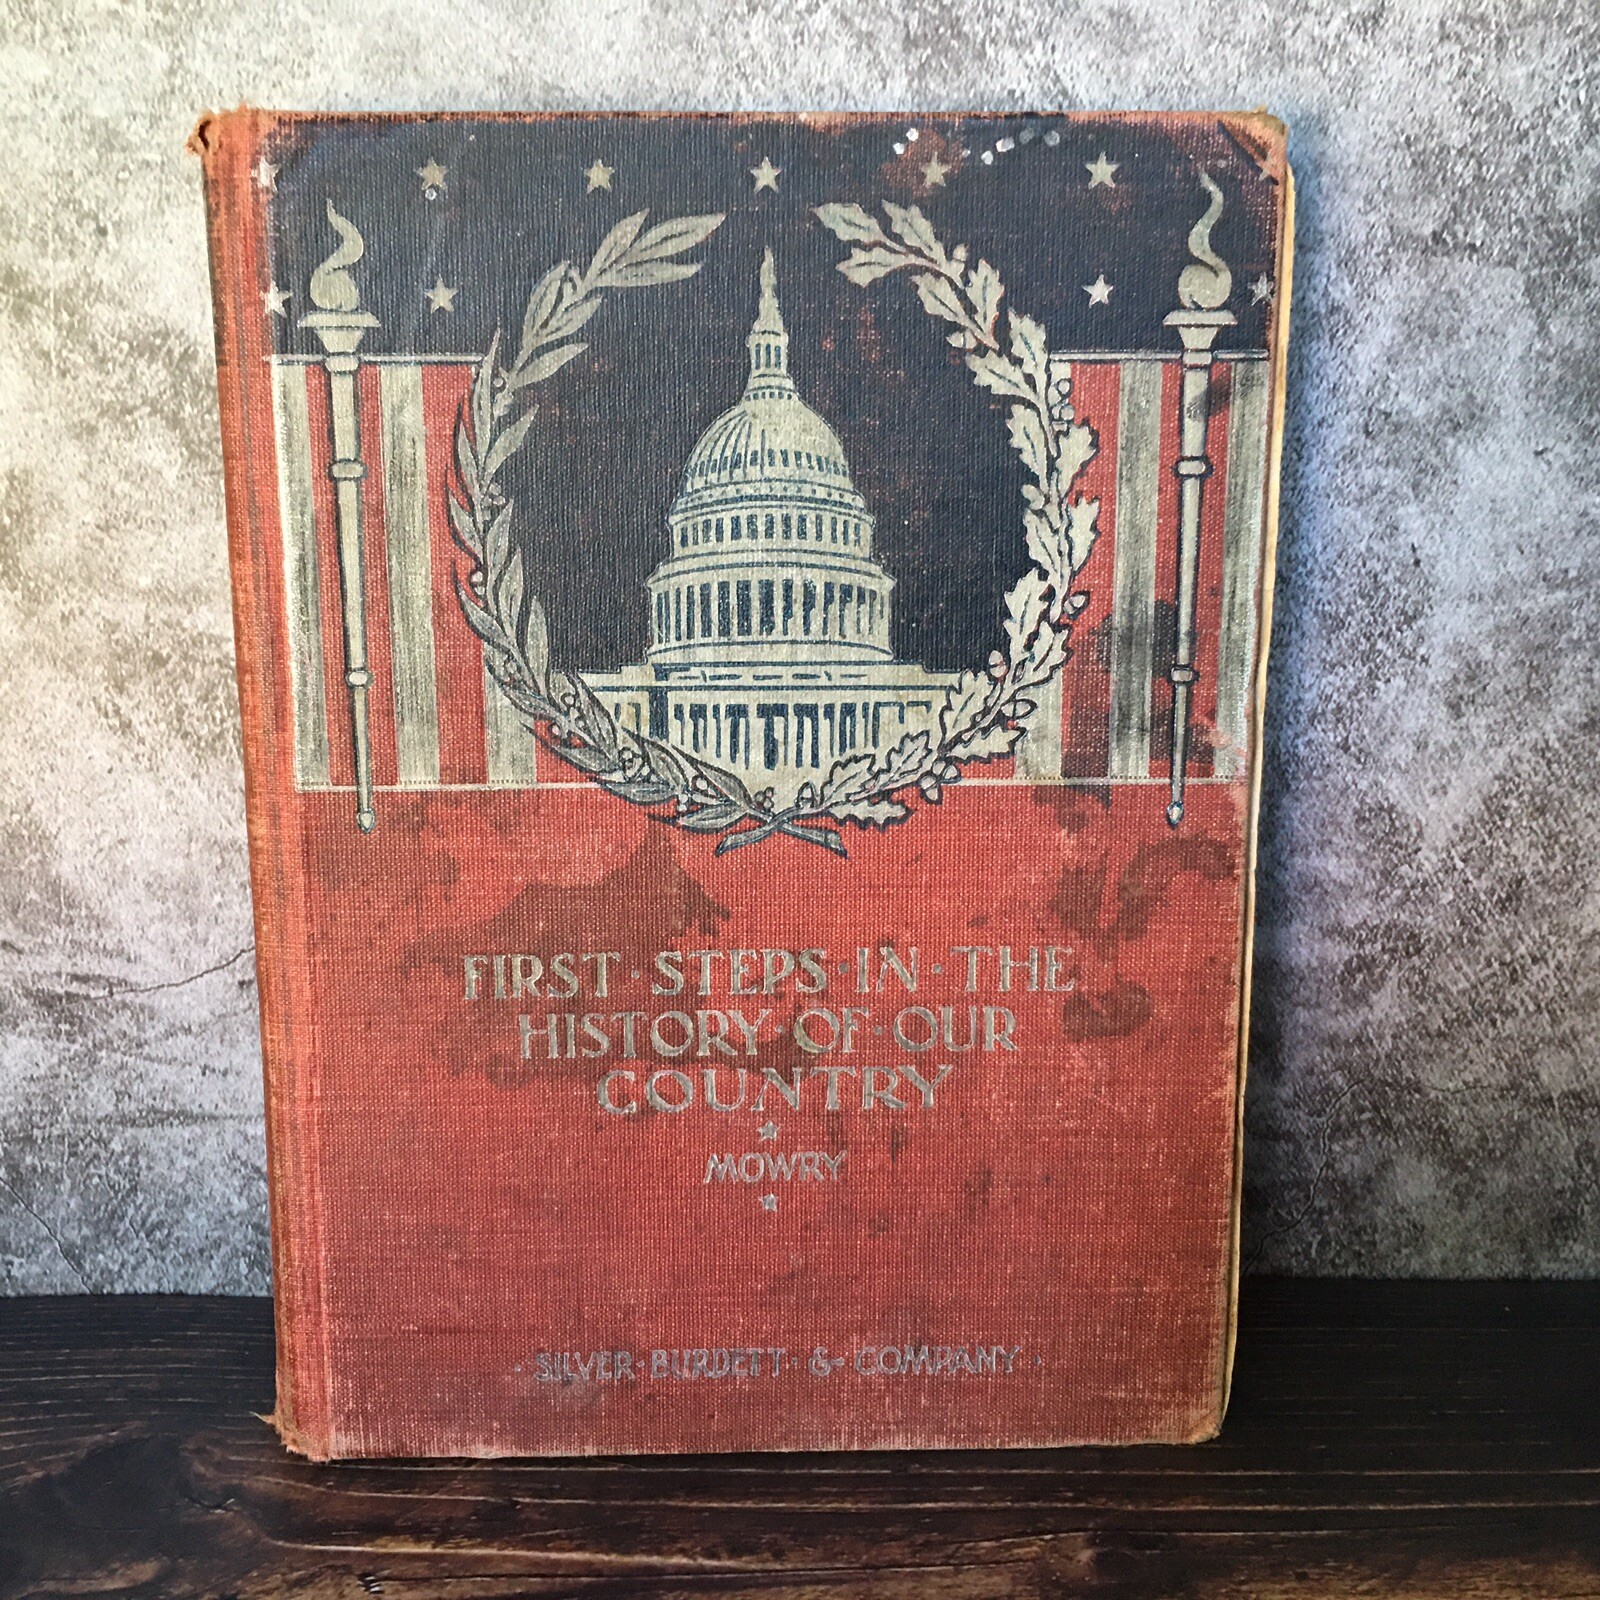 FIRST·STEPS·IN·THE
HISTORY·OF·OUR
COUNTRY
MOWRY
·SILVER·BURDETT·&·COMPANY·